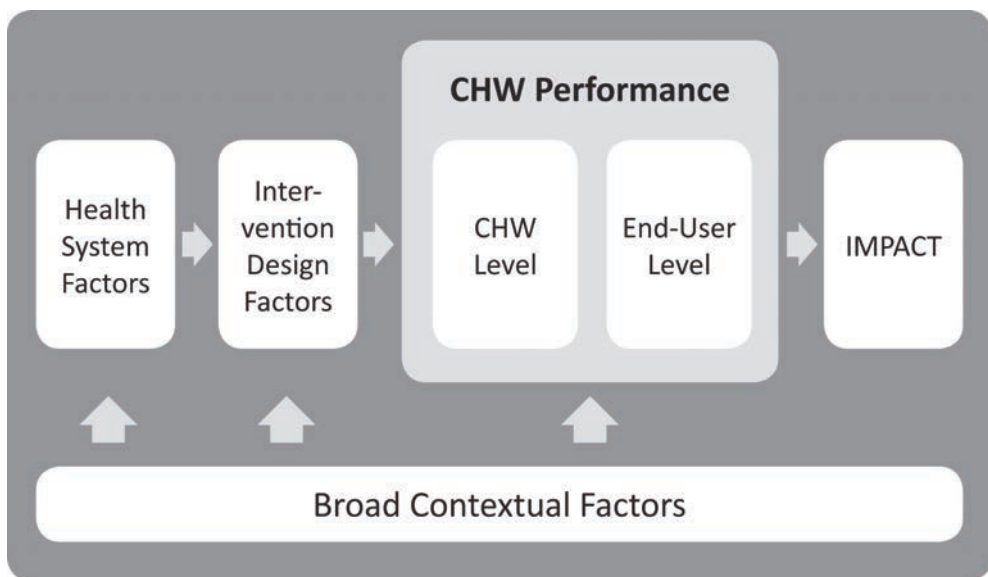 CHW Performance
Health
System
Factors
Inter-
vention
Design
Factors
CHW
Level
End-User
Level
IMPACT
Broad Contextual Factors